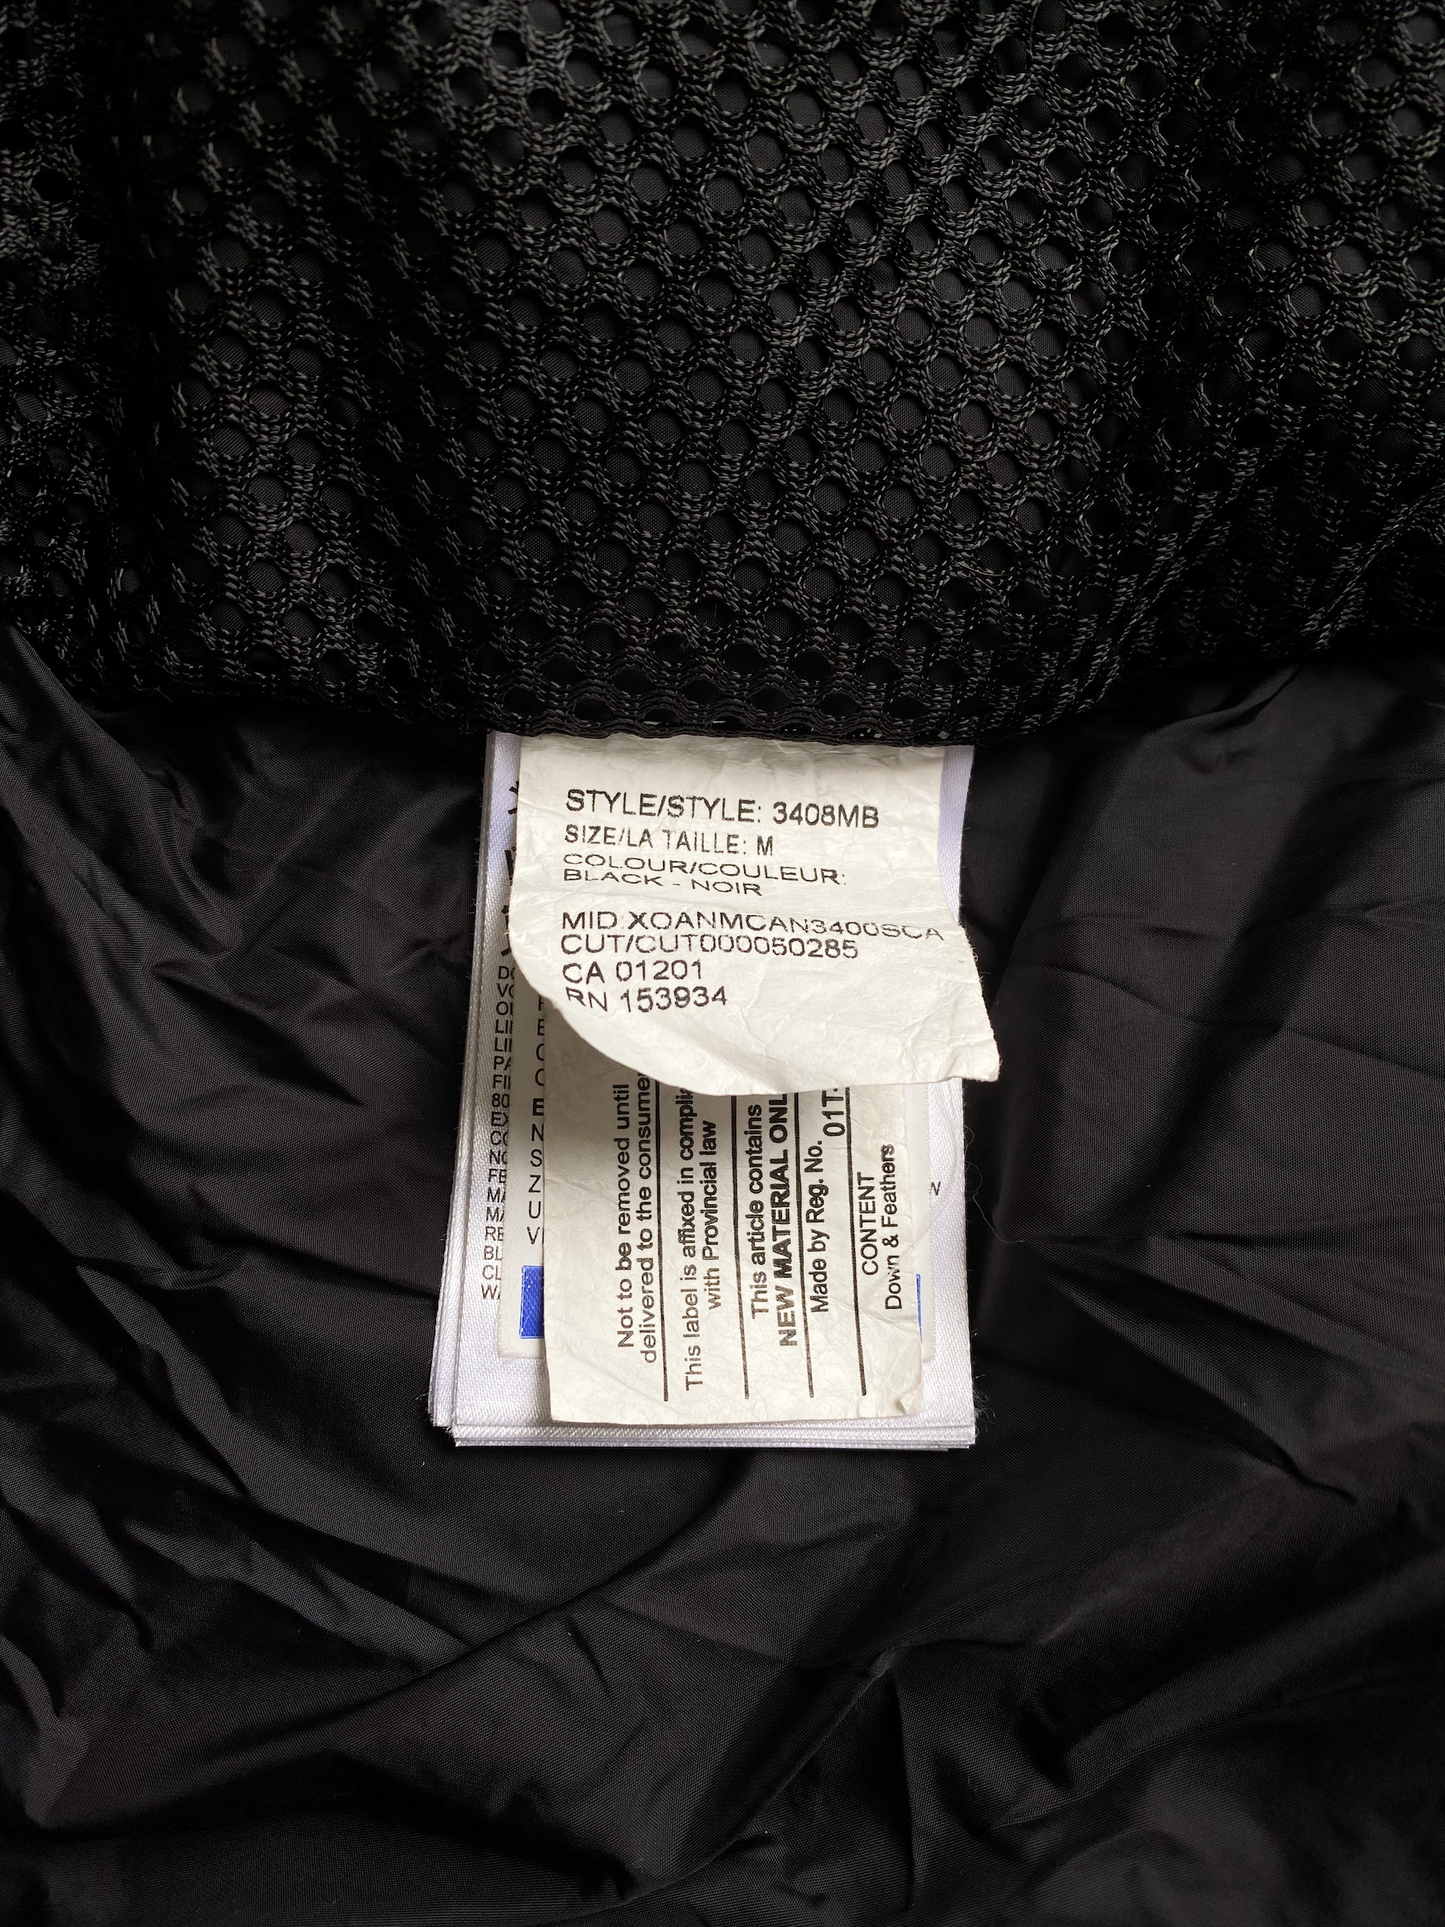 STYLE/STYLE: 3408MB
SIZE/LA TAILLE: M
COLOUR/COULEUR:
BLACK - NOIR
MID XOANMCAN3400SCA
CUT/CUT000050285
CA 01201
RN 153934
Not to be removed until
delivered to the consumer
This label is affixed in
with Provincial law
This article contains
NEW MATERIAL
Made by Reg. No. 01T
CONTENT
Down & Feathers